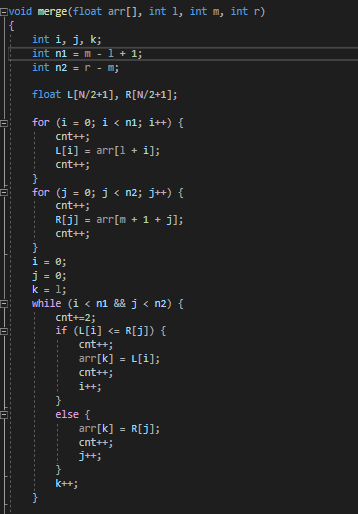 void merge(float arr[], int l, int m, int r)
{
int i, j, k;
int n1 = m - l + 1;
int n2 = r - m;
float L[N/2+1], R[N/2+1];
for (i = 0; i < n1; i++) {
cnt++;
L[i] = arr[l + i];
cnt++;
}
for (j = 0; j < n2; j++) {
cnt++;
R[j] = arr[m + 1 + j];
cnt++;
}
i = 0;
j = 0;
k = l;
while (i < n1 && j < n2) {
cnt+=2;
if (L[i] <= R[j]) {
cnt++;
arr[k] = L[i];
cnt++;
i++;
}
else {
arr[k] = R[j];
cnt++;
j++;
}
k++;
}